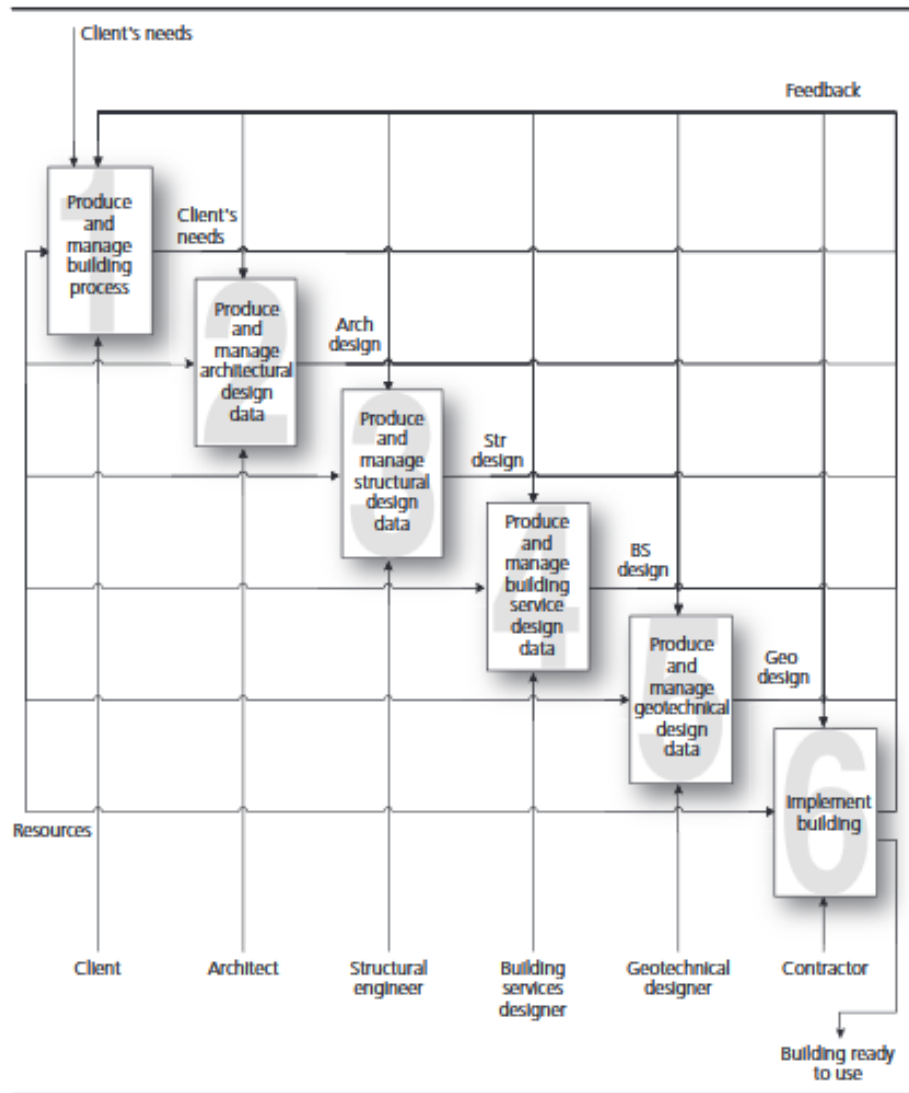 Client's needs
Feedback
1
Produce
and
manage
building
process
Client's
needs
2
Produce
and
manage
architectural
design
data
Arch
design
3
Produce
and
manage
structural
design
data
Str
design
4
Produce
and
manage
building
service
design
data
BS
design
5
Produce
and
manage
geotechnical
design
data
Geo
design
6
Implement
building
Resources
Client
Architect
Structural
engineer
Building
services
designer
Geotechnical
designer
Contractor
Building ready
to use